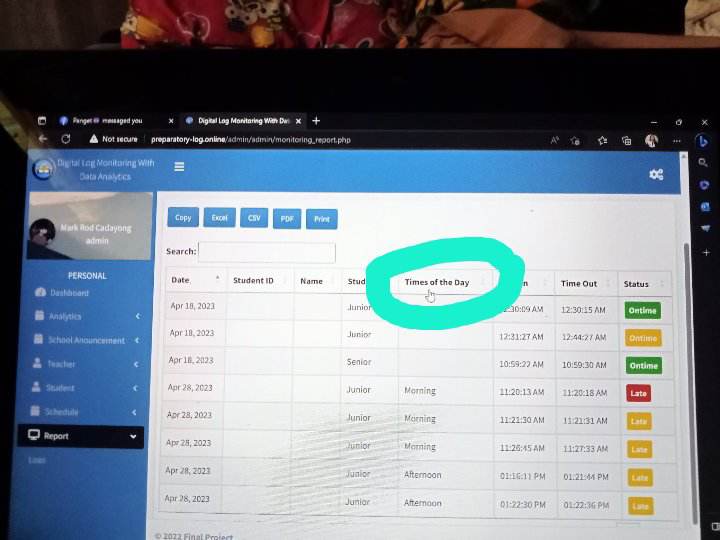 Panget messaged you
Digital Log Monitoring With Dat
Not secure preparatory-log.online/admin/admin/monitoring_report.php
Digital Log Monitoring With
Data Analytics
Mark Rod Cadayong
admin
PERSONAL
Dashboard
Analytics
School Anouncement
Teacher
Student
Schedule
Report
Copy Excel CSV PDF Print
Search:
Date Student ID Name Stud Times of the Day n Time Out Status
Apr 18, 2023 Junior 12:30:09 AM 12:30:15 AM Ontime
Apr 18, 2023 Junior 12:31:27 AM 12:44:27 AM Ontime
Apr 18, 2023 Senior 10:59:22 AM 10:59:30 AM Ontime
Apr 28, 2023 Junior Morning 11:20:13 AM 11:20:18 AM Late
Apr 28, 2023 Junior Morning 11:21:30 AM 11:21:31 AM Late
Apr 28, 2023 Junior Morning 11:26:45 AM 11:27:33 AM Late
Apr 28, 2023 Junior Afternoon 01:16:11 PM 01:21:44 PM Late
Apr 28, 2023 Junior Afternoon 01:22:30 PM 01:22:36 PM Late
© 2022 Final Project